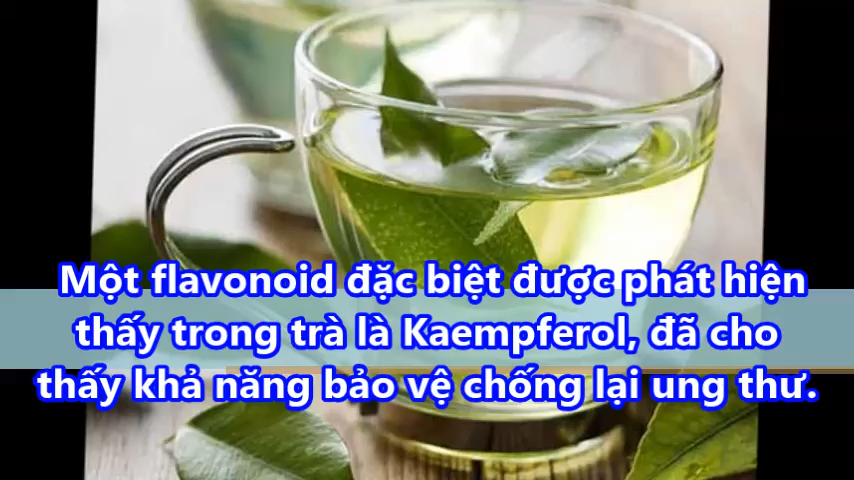 Một flavonoid đặc biệt được phát hiện
thấy trong trà là Kaempferol, đã cho
thấy khả năng bảo vệ chống lại ung thư.